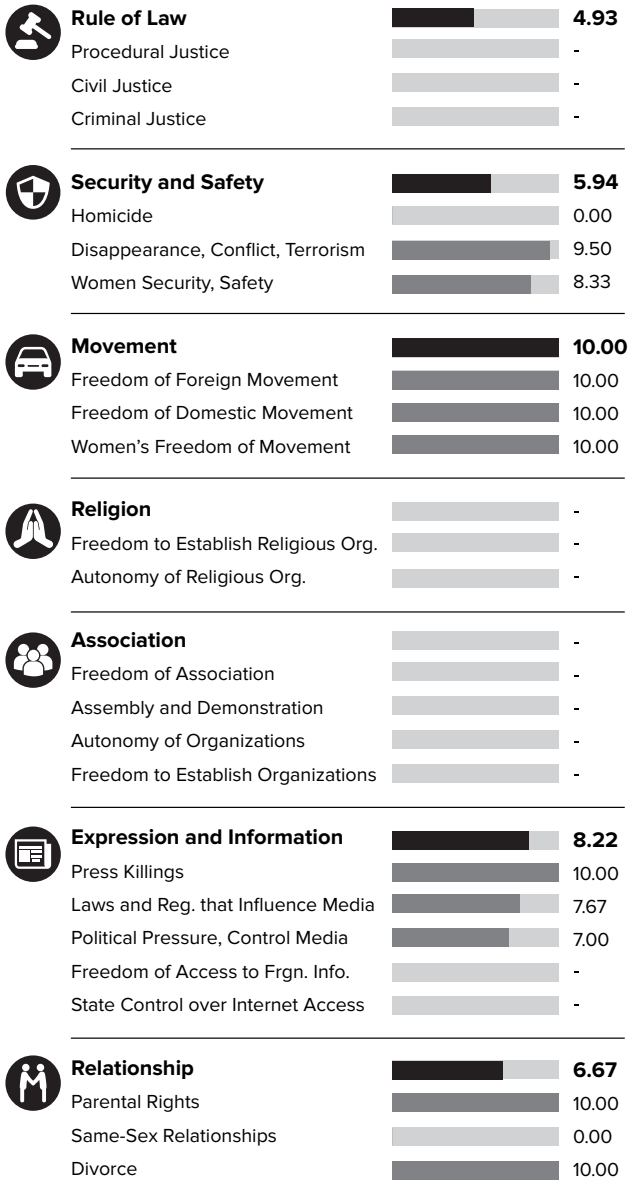 Rule of Law 4.93
Procedural Justice -
Civil Justice -
Criminal Justice -
Security and Safety 5.94
Homicide 0.00
Disappearance, Conflict, Terrorism 9.50
Women Security, Safety 8.33
Movement 10.00
Freedom of Foreign Movement 10.00
Freedom of Domestic Movement 10.00
Women’s Freedom of Movement 10.00
Religion -
Freedom to Establish Religious Org. -
Autonomy of Religious Org. -
Association -
Freedom of Association -
Assembly and Demonstration -
Autonomy of Organizations -
Freedom to Establish Organizations -
Expression and Information 8.22
Press Killings 10.00
Laws and Reg. that Influence Media 7.67
Political Pressure, Control Media 7.00
Freedom of Access to Frgn. Info. -
State Control over Internet Access -
Relationship 6.67
Parental Rights 10.00
Same-Sex Relationships 0.00
Divorce 10.00